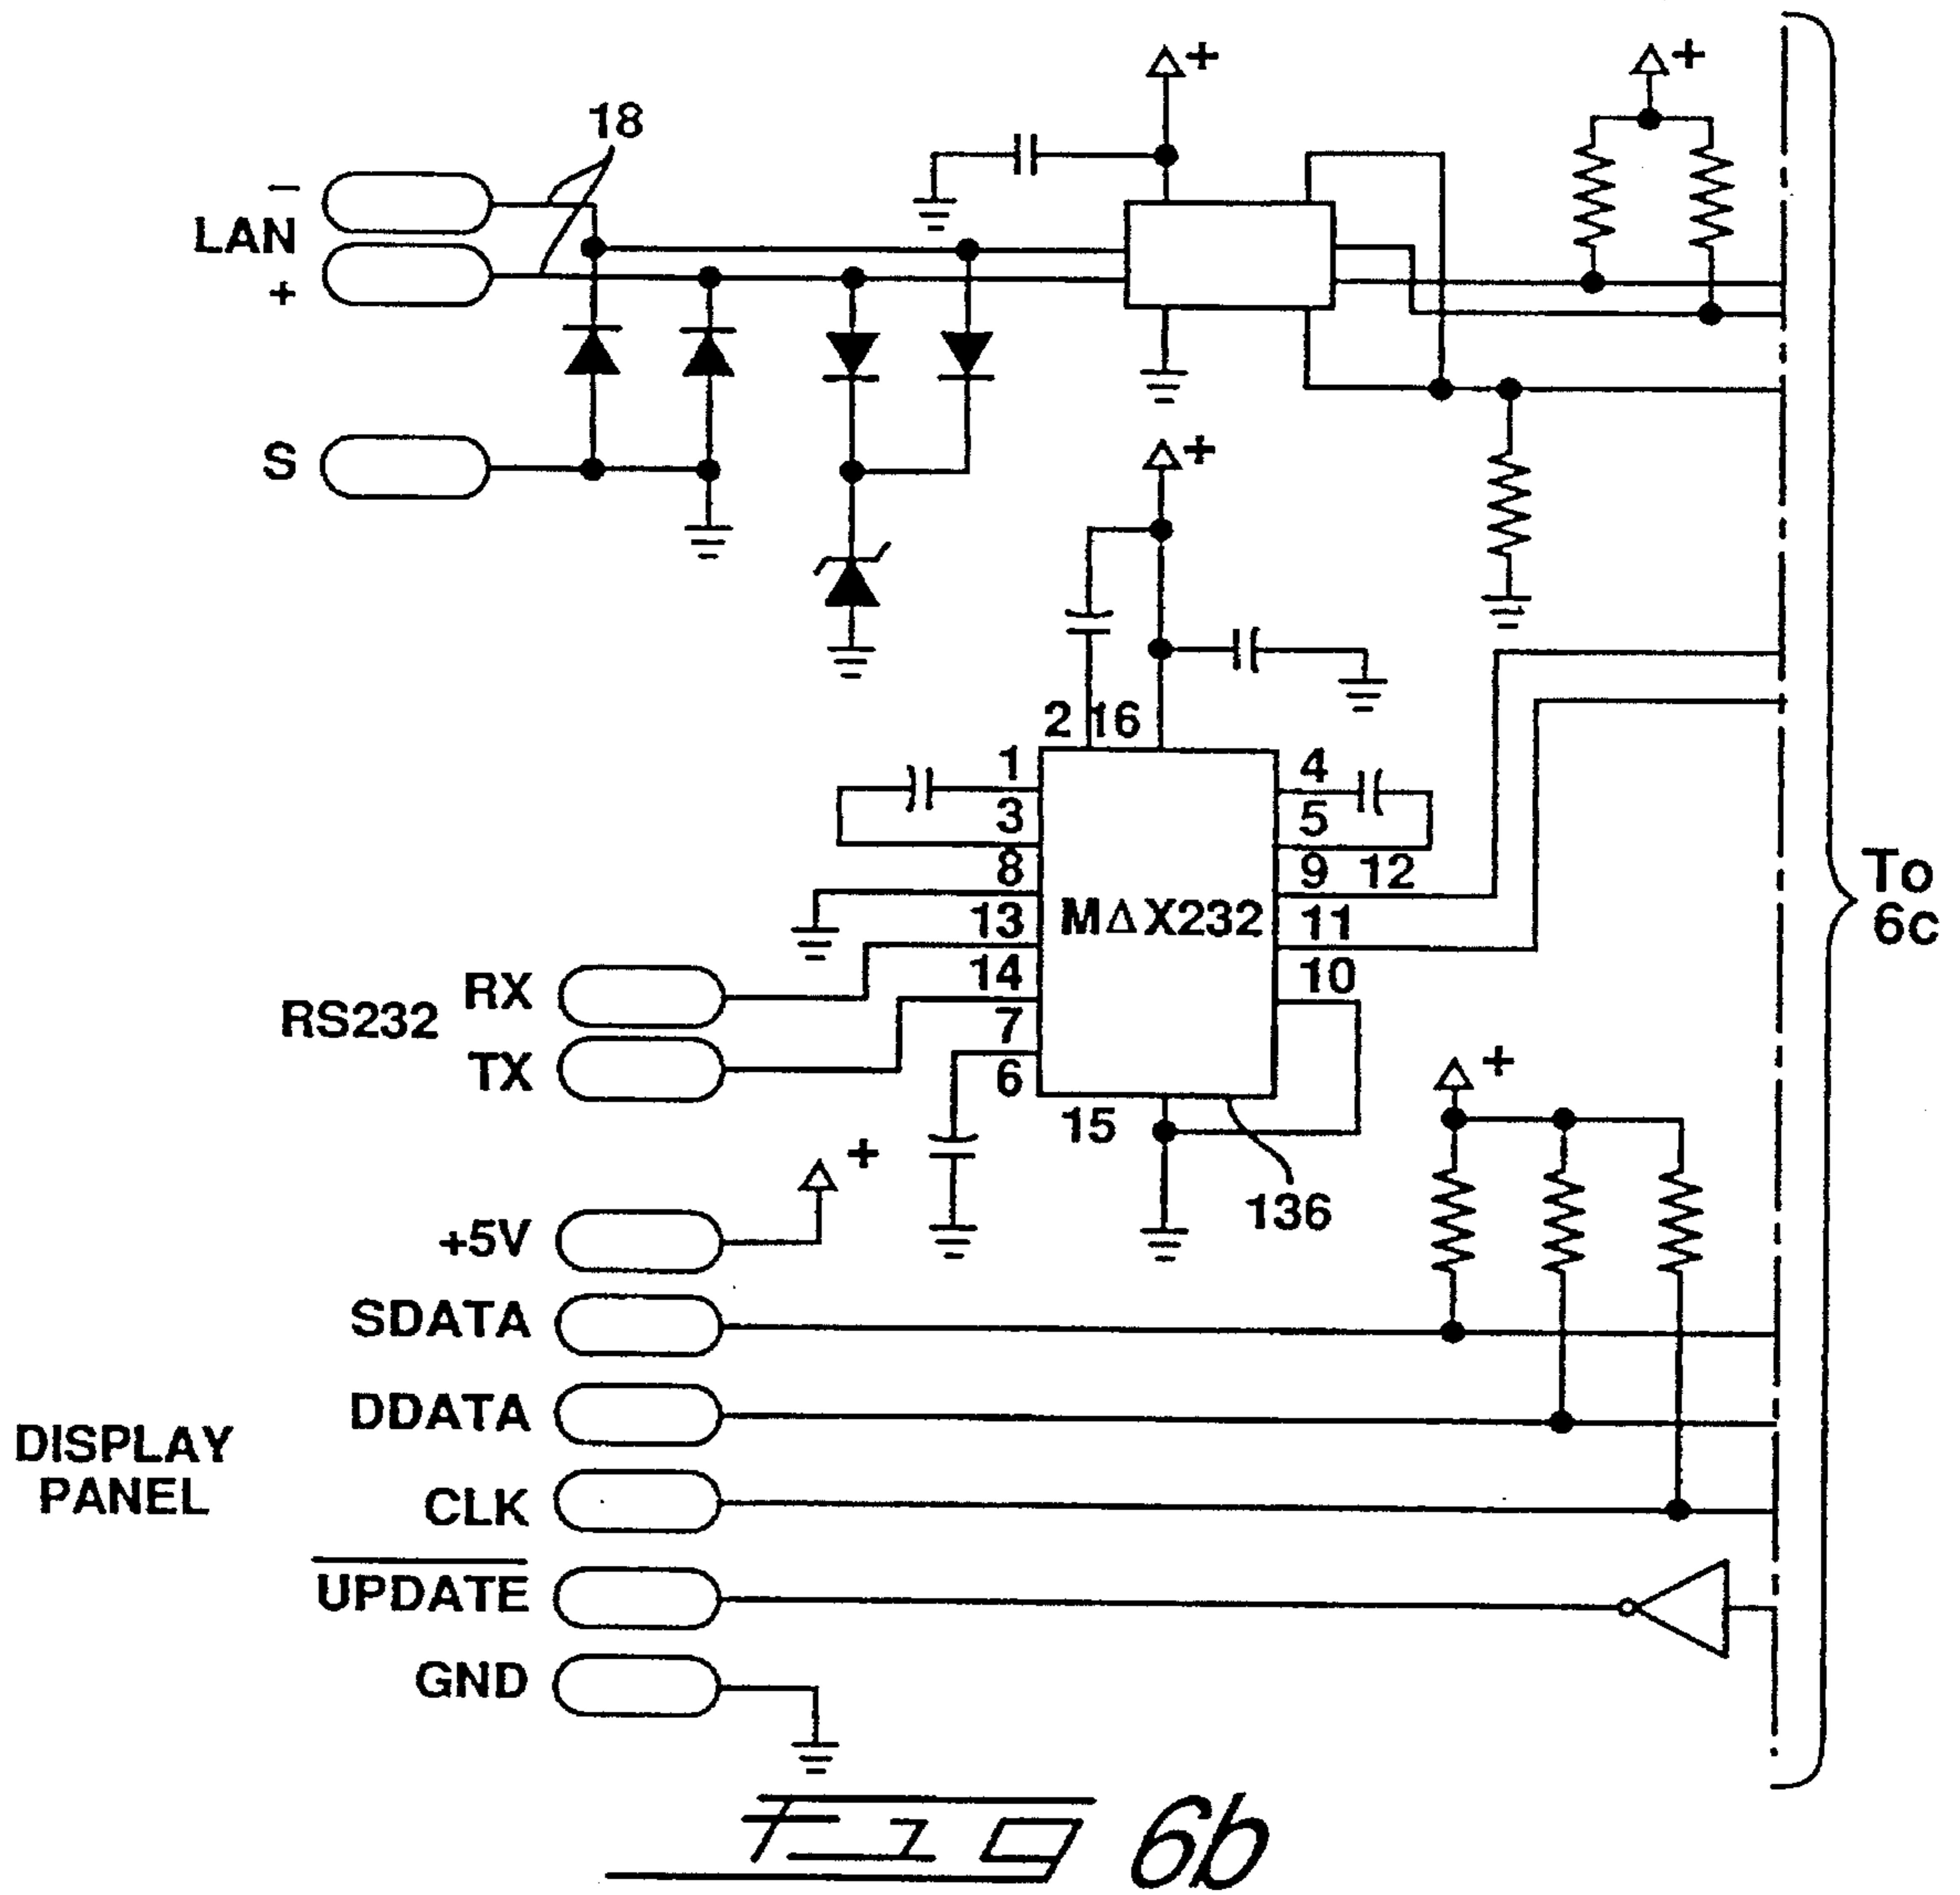 +
+
18
−
LAN
+
S
+
2 16
1
4
3
5
8
9 12
MΔX232
13
11
14
10
7
6
15
136
To
6c
RS232
RX
TX
+
+
+5V
SDATA
DDATA
DISPLAY
PANEL
CLK
UPDATE
GND
FIG 6b